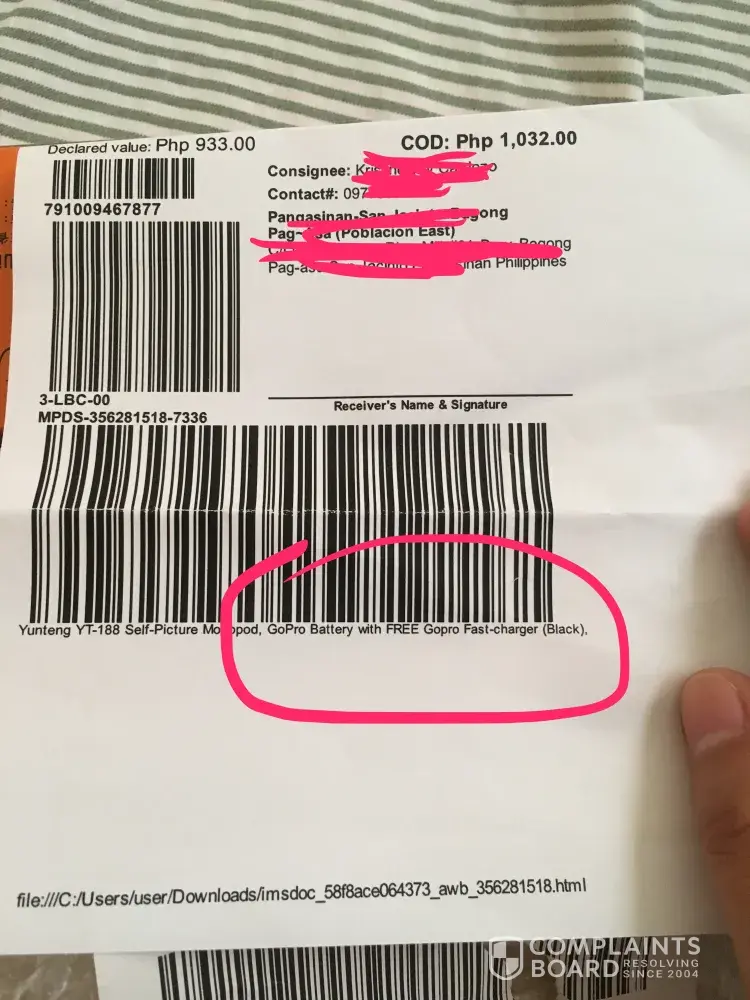 Declared value: Php 933.00
COD: Php 1,032.00
Consignee:
791009467877
Contact#: 097
Pangasinan-San Bagong
(Poblacion East)
Bagong
Philippines
3-LBC-00
MPDS-356281518-7336
Receiver's Name & Signature
Yunteng YT-188 Self-Picture Monopod, GoPro Battery with FREE Gopro Fast-charger (Black),
file:///C:/Users/user/Downloads/imsdoc_58f8ace064373_awb_356281518.html
COMPLAINTS
BOARD RESOLVING
SINCE 2004